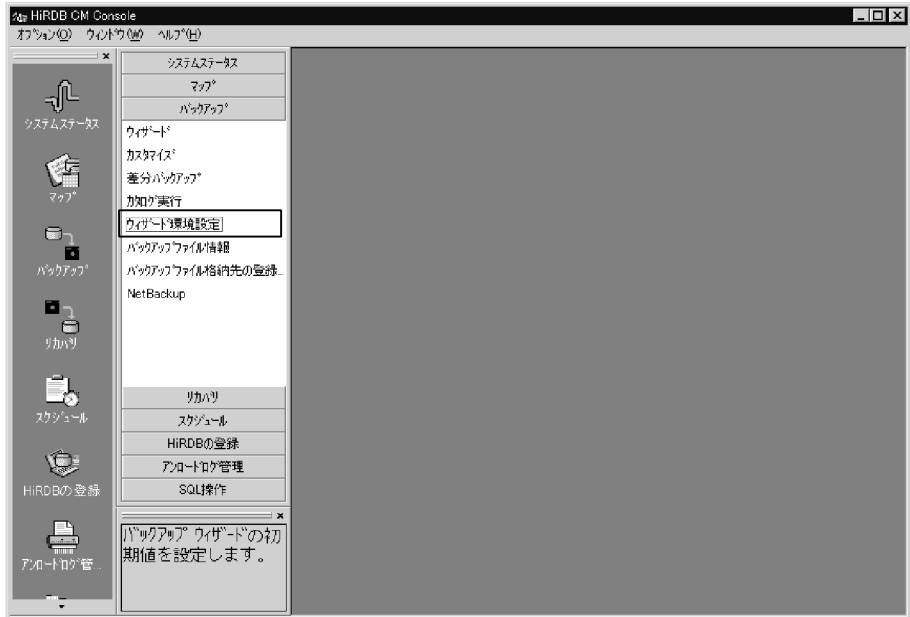 HiRDB CM Console
ｵﾌﾟｼｮﾝ(O) ｳｨﾝﾄﾞｳ(W) ﾍﾙﾌﾟ(H)
ｼｽﾃﾑｽﾃｰﾀｽ
ﾏｯﾌﾟ
ﾊﾞｯｸｱｯﾌﾟ
ﾘｶﾊﾞﾘ
ｽｹｼﾞｭｰﾙ
HiRDBの登録
ｱﾝﾛｰﾄﾞﾛｸﾞ管...
ｼｽﾃﾑｽﾃｰﾀｽ
ﾏｯﾌﾟ
ﾊﾞｯｸｱｯﾌﾟ
ｳｨｻﾞｰﾄﾞ
ｶｽﾀﾏｲｽﾞ
差分ﾊﾞｯｸｱｯﾌﾟ
ｶﾀﾛｸﾞ実行
ｳｨｻﾞｰﾄﾞ環境設定
ﾊﾞｯｸｱｯﾌﾟﾌｧｲﾙ情報
ﾊﾞｯｸｱｯﾌﾟﾌｧｲﾙ格納先の登録...
NetBackup
ﾘｶﾊﾞﾘ
ｽｹｼﾞｭｰﾙ
HiRDBの登録
ｱﾝﾛｰﾄﾞﾛｸﾞ管理
SQL操作
ﾊﾞｯｸｱｯﾌﾟ ｳｨｻﾞｰﾄﾞの初
期値を設定します。